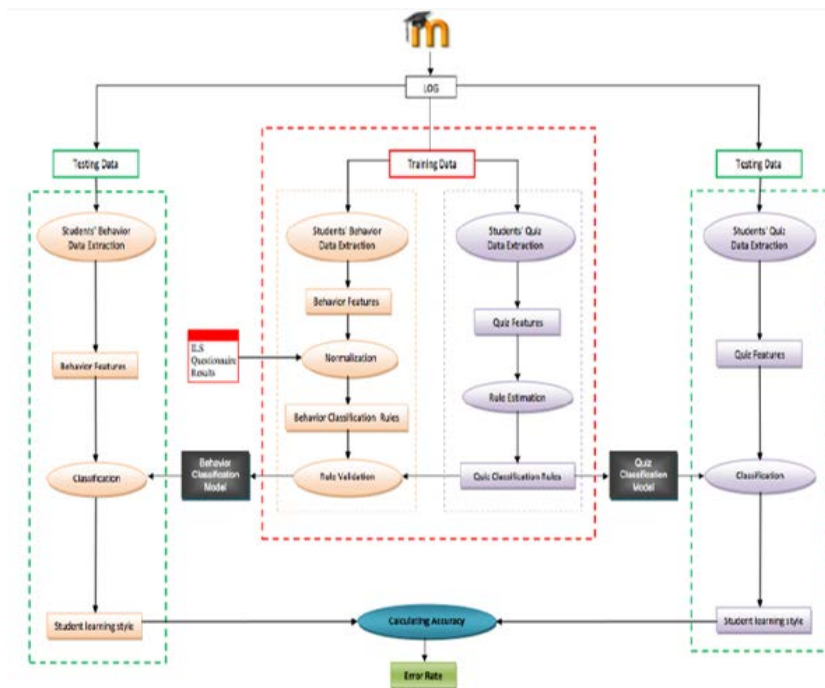 m
LOG
Testing Data
Training Data
Testing Data
Students' Behavior
Data Extraction
Students' Behavior
Data Extraction
Students' Quiz
Data Extraction
Students' Quiz
Data Extraction
Behavior Features
Quiz Features
ILS
Questionnaire
Results
Normalization
Behavior Features
Quiz Features
Rule Estimation
Behavior Classification Rules
Classification
Behavior
Classification
Model
Rule Validation
Quiz Classification Rules
Quiz
Classification
Model
Classification
Student learning style
Calculating Accuracy
Student learning style
Error Rate